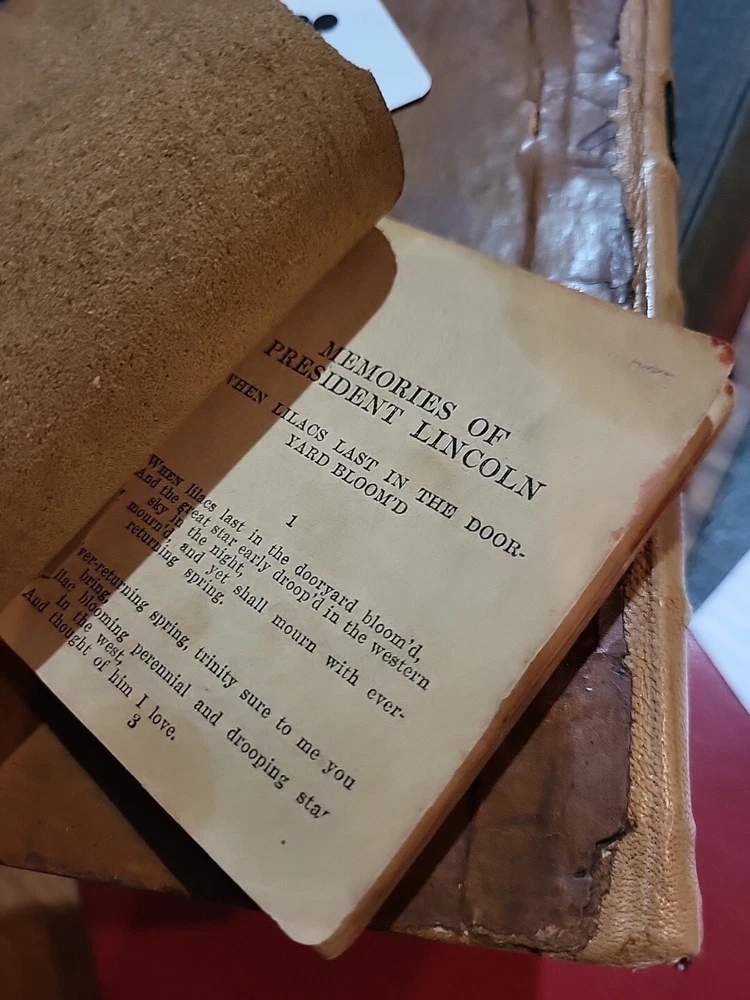 MEMORIES OF
PRESIDENT LINCOLN
WHEN LILACS LAST IN THE DOOR-
YARD BLOOM'D
1
WHEN lilacs last in the dooryard bloom'd,
And the great star early droop'd in the western
sky in the night,
I mourn'd, and yet shall mourn with ever-
returning spring.
ver-returning spring, trinity sure to me you
bring,
ilac blooming perennial and drooping star
in the west,
And thought of him I love.
3